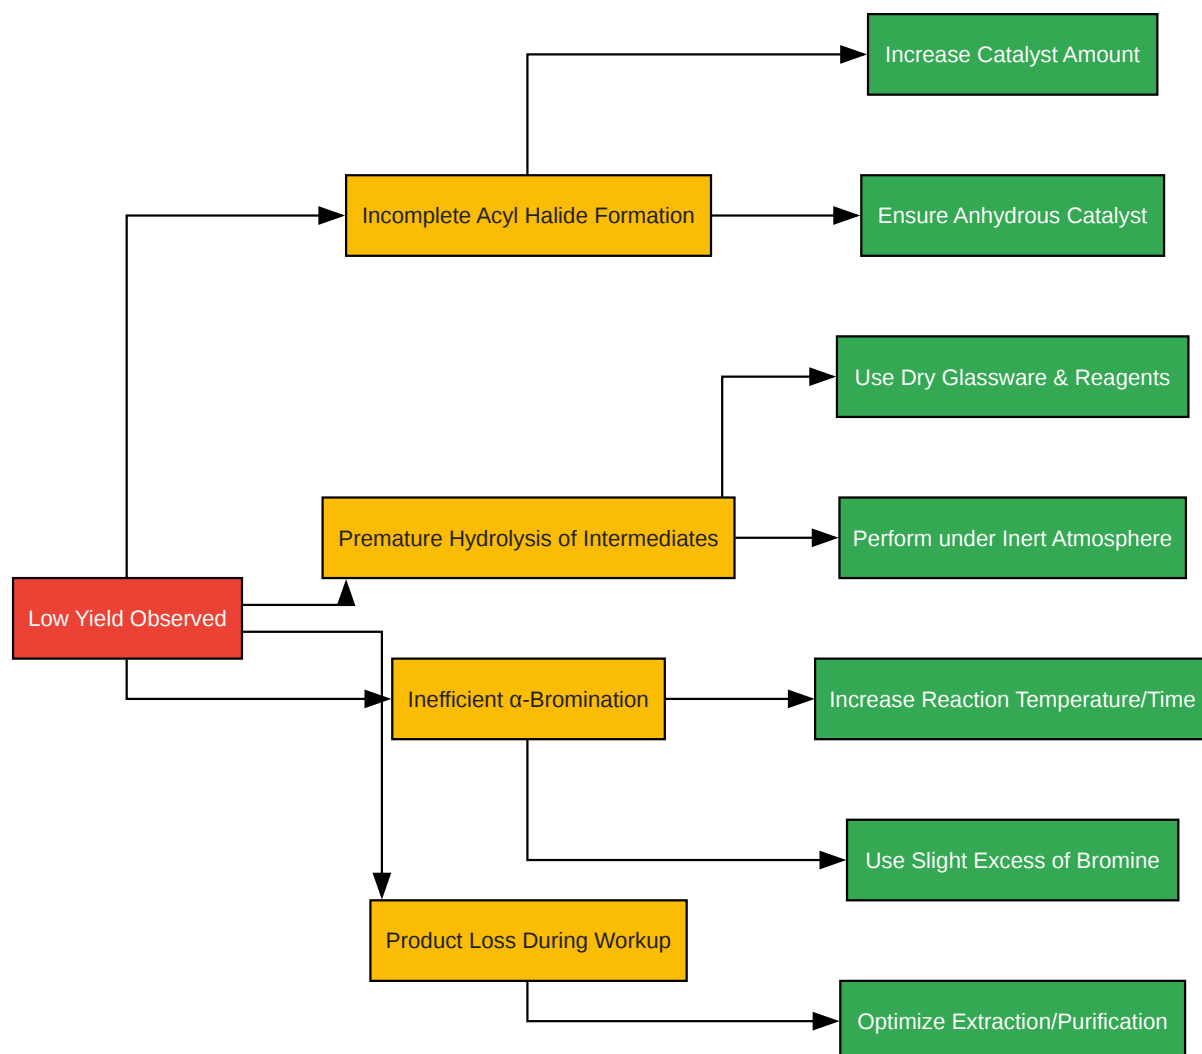 Increase Catalyst Amount
Incomplete Acyl Halide Formation
Ensure Anhydrous Catalyst
Use Dry Glassware & Reagents
Premature Hydrolysis of Intermediates
Perform under Inert Atmosphere
Low Yield Observed
Inefficient α-Bromination
Increase Reaction Temperature/Time
Use Slight Excess of Bromine
Product Loss During Workup
Optimize Extraction/Purification